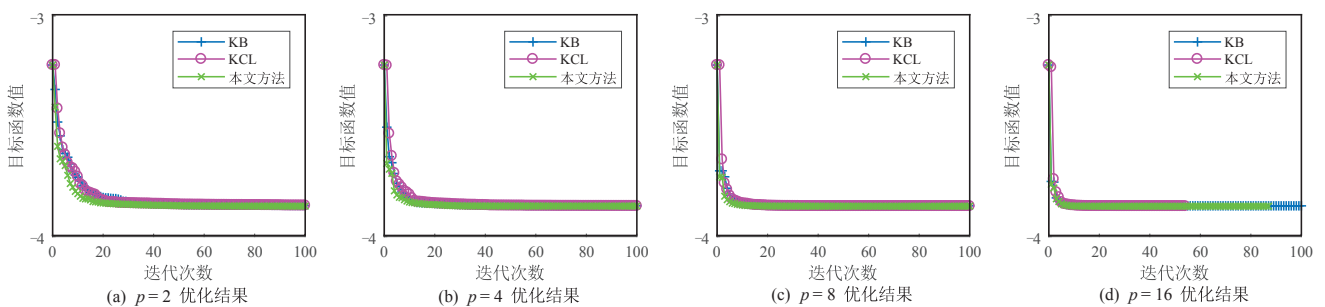 −3
KB
KCL
本文方法
目标函数值
−4
0 20 40 60 80 100
迭代次数
(a) p = 2 优化结果
−3
KB
KCL
本文方法
目标函数值
−4
0 20 40 60 80 100
迭代次数
(b) p = 4 优化结果
−3
KB
KCL
本文方法
目标函数值
−4
0 20 40 60 80 100
迭代次数
(c) p = 8 优化结果
−3
KB
KCL
本文方法
目标函数值
−4
0 20 40 60 80 100
迭代次数
(d) p = 16 优化结果